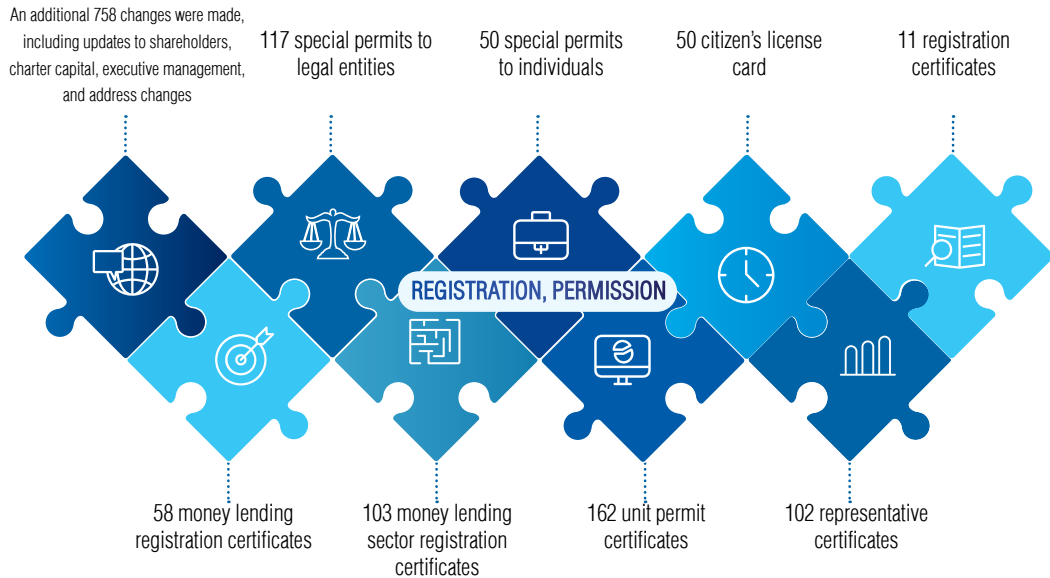 An additional 758 changes were made,
including updates to shareholders,
charter capital, executive management,
and address changes
117 special permits to
legal entities
50 special permits
to individuals
50 citizen's license
card
11 registration
certificates
REGISTRATION, PERMISSION
58 money lending
registration certificates
103 money lending
sector registration
certificates
162 unit permit
certificates
102 representative
certificates